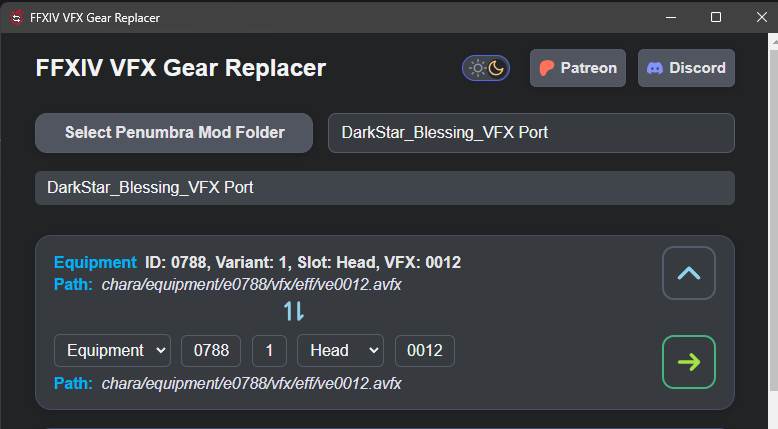 FFXIV VFX Gear Replacer
FFXIV VFX Gear Replacer
Patreon
Discord
Select Penumbra Mod Folder
DarkStar_Blessing_VFX Port
DarkStar_Blessing_VFX Port
Equipment ID: 0788, Variant: 1, Slot: Head, VFX: 0012
Path: chara/equipment/e0788/vfx/eff/ve0012.avfx
Equipment 0788 1 Head 0012
Path: chara/equipment/e0788/vfx/eff/ve0012.avfx